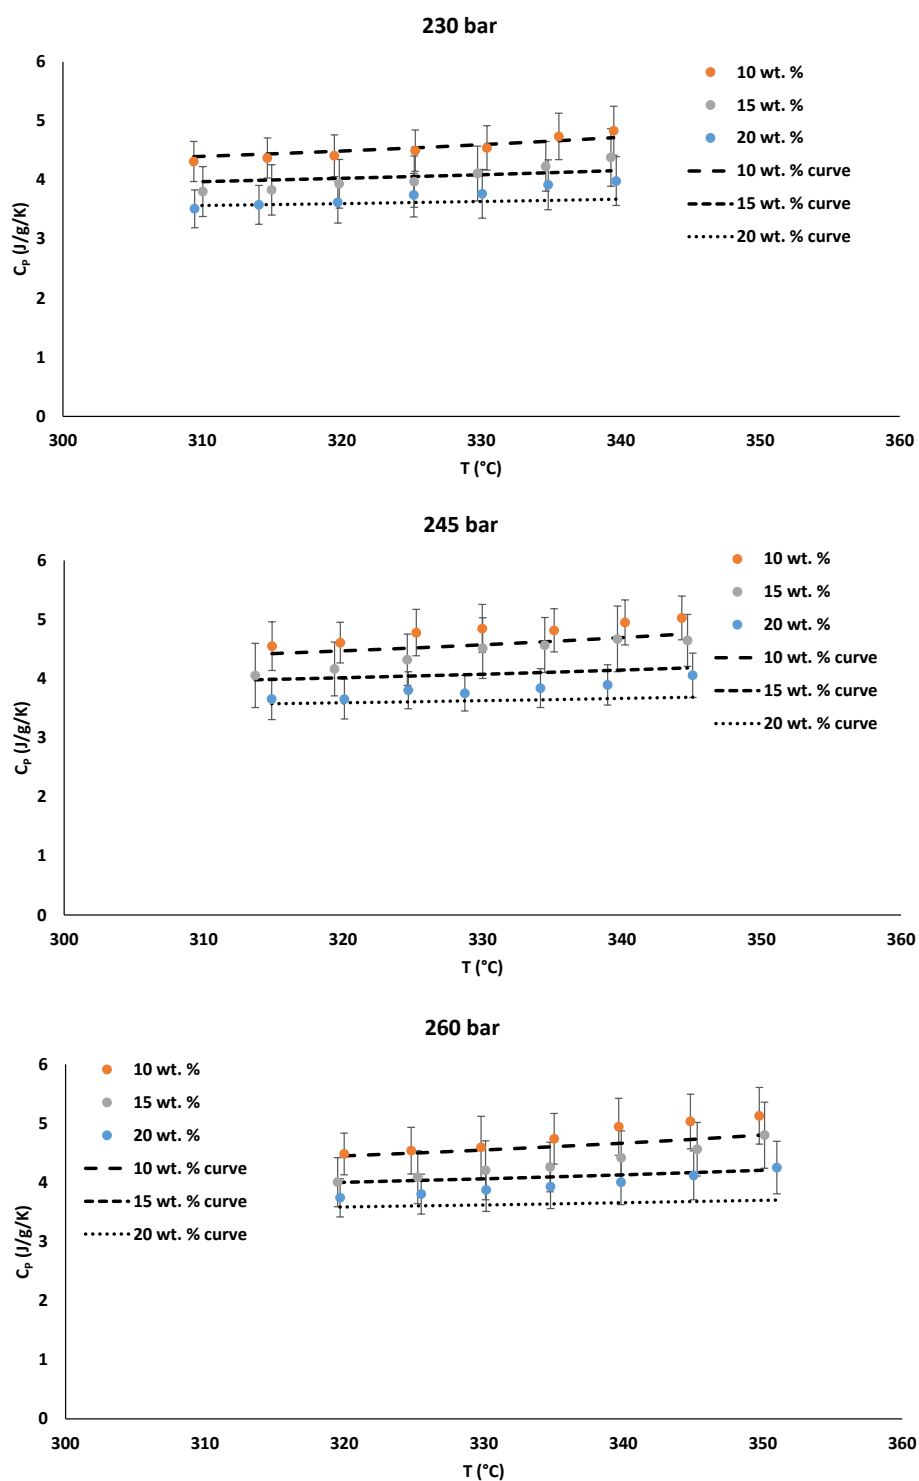 230 bar
6
5
4
3
2
1
0
C_P (J/g/K)
10 wt. %
15 wt. %
20 wt. %
10 wt. % curve
15 wt. % curve
20 wt. % curve
300 310 320 330 340 350 360
T (°C)
245 bar
6
5
4
3
2
1
0
C_P (J/g/K)
10 wt. %
15 wt. %
20 wt. %
10 wt. % curve
15 wt. % curve
20 wt. % curve
300 310 320 330 340 350 360
T (°C)
260 bar
6
5
4
3
2
1
0
C_P (J/g/K)
10 wt. %
15 wt. %
20 wt. %
10 wt. % curve
15 wt. % curve
20 wt. % curve
300 310 320 330 340 350 360
T (°C)